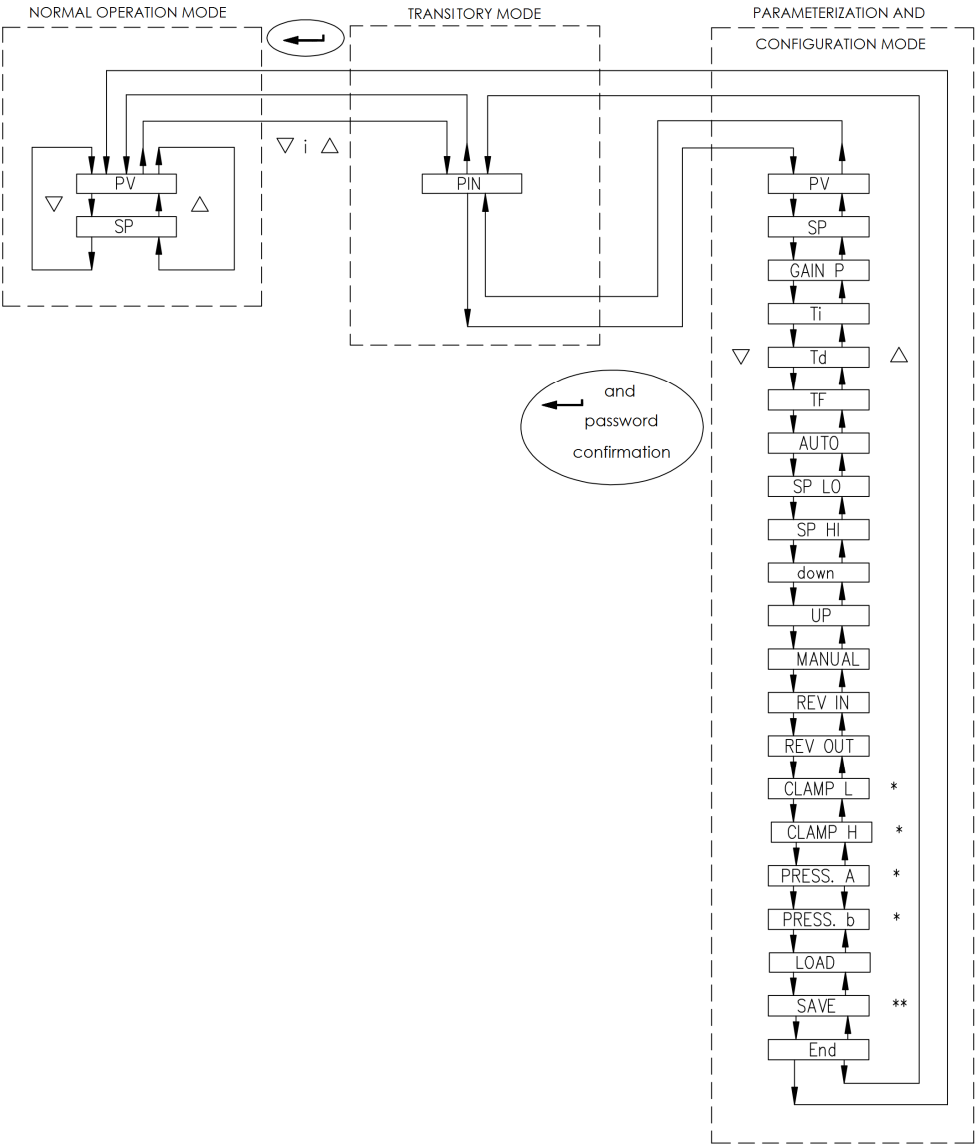 NORMAL OPERATION MODE
TRANSITORY MODE
PARAMETERIZATION AND
CONFIGURATION MODE
▽ i △
PV
SP
▽
△
PIN
PV
SP
GAIN P
Ti
▽
Td
△
TF
AUTO
SP LO
SP HI
down
UP
MANUAL
REV IN
REV OUT
CLAMP L *
CLAMP H *
PRESS. A *
PRESS. b *
LOAD
SAVE **
End
and
password
confirmation